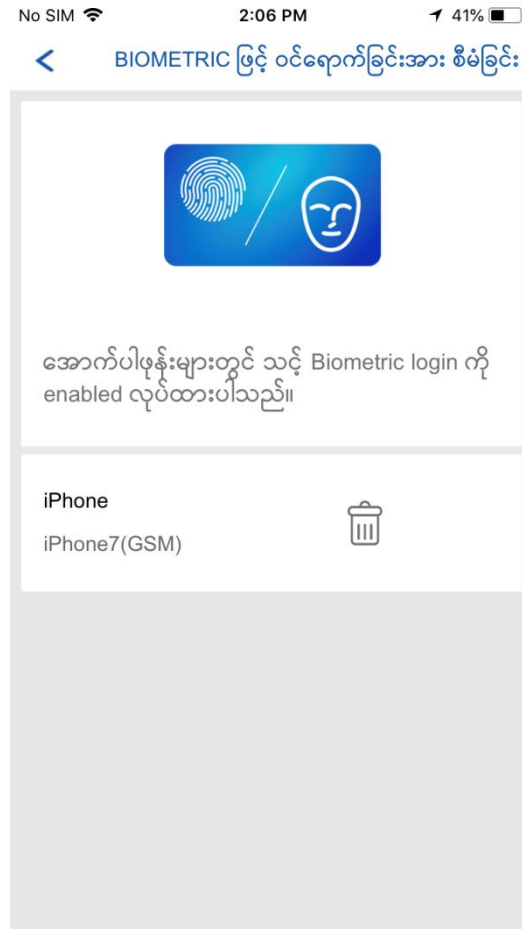 No SIM 2:06 PM 41%
BIOMETRIC ဖြင့် ဝင်ရောက်ခြင်းအား စီမံခြင်း
အောက်ပါဖုန်းများတွင် သင့် Biometric login ကို
enabled လုပ်ထားပါသည်။
iPhone
iPhone7(GSM)